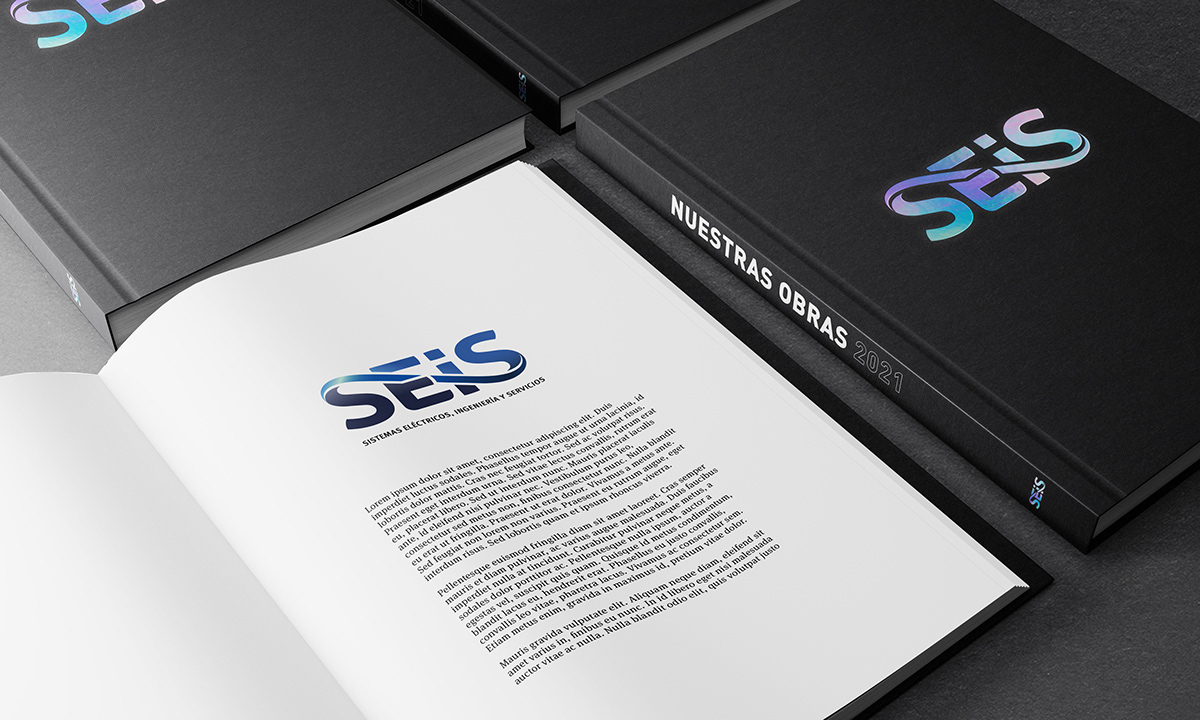 SEiS
SEiS
SEiS
NUESTRAS OBRAS 2021
SEiS
SEiS
SEiS
SISTEMAS ELÉCTRICOS, INGENIERÍA Y SERVICIOS
Lorem ipsum dolor sit amet, consectetur adipiscing elit. Duis
imperdiet luctus sodales. Phasellus tempor augue ut urna lacinia, id
lobortis dolor mattis. Cras nec feugiat tortor. Sed ac volutpat risus.
Praesent eget interdum urna. Sed vitae lectus convallis, rutrum erat
eu, placerat libero. Sed ut interdum nunc. Mauris placerat iaculis
ante, id eleifend nisi pulvinar nec. Vestibulum purus leo,
consectetur sed metus non, finibus consectetur nunc. Nulla blandit
eu erat ut fringilla. Praesent ut erat dolor. Vivamus a metus ante.
Sed feugiat non lorem non varius. Praesent ac rutrum augue, eget
interdum risus. Sed lobortis quam et ipsum rhoncus viverra.
Pellentesque euismod fringilla diam sit amet laoreet. Cras semper
mauris et diam pulvinar, ac varius augue malesuada. Duis faucibus
imperdiet nulla at tincidunt. Curabitur pulvinar neque metus, a
sodales dolor porttitor ac. Pellentesque nulla ipsum, auctor a
egestas vel, suscipit quis quam. Quisque id metus condimentum,
blandit lacus eu, hendrerit erat. Phasellus et justo convallis,
convallis leo vitae, pharetra lacus. Vivamus ac consectetur sem.
Etiam metus enim, gravida in maximus id, pretium vitae dolor.
Mauris gravida vulputate elit. Aliquam neque diam, eleifend sit
amet varius in, finibus eu nunc. In id libero eget nisi malesuada
auctor vitae ac nulla. Nulla blandit odio elit, quis volutpat justo